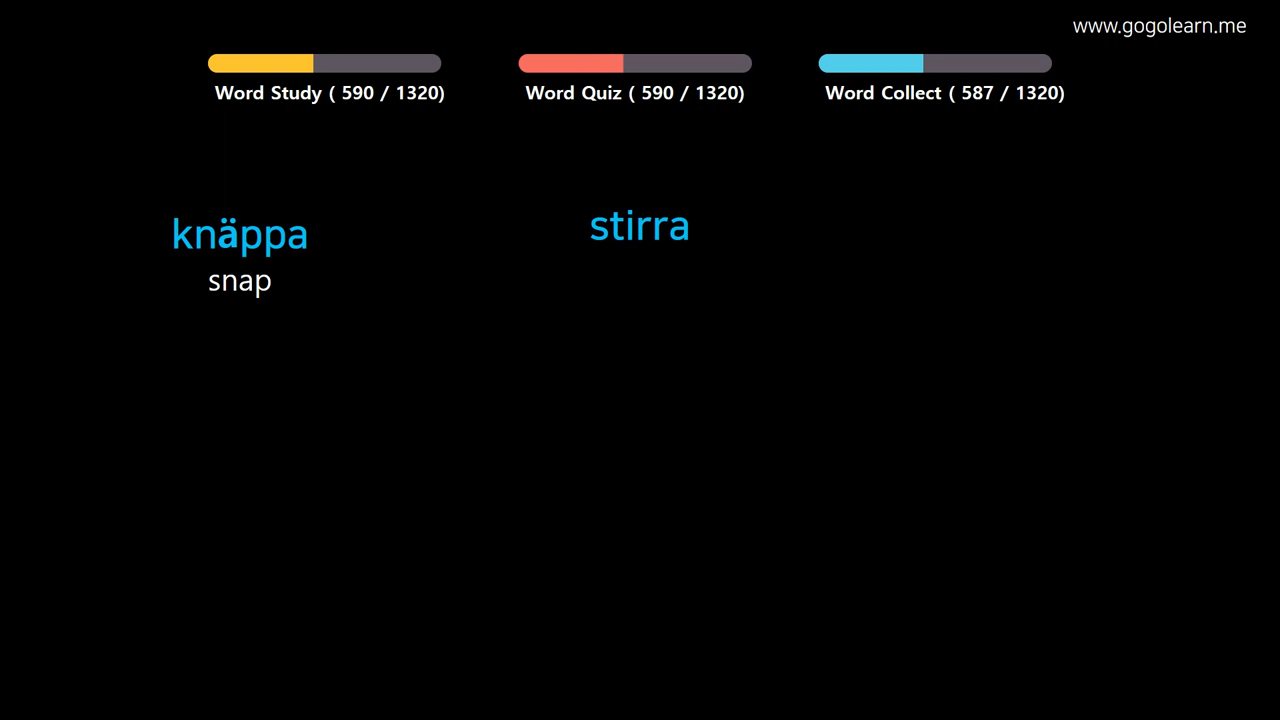 www.gogolearn.me
Word Study ( 590 / 1320)
Word Quiz ( 590 / 1320)
Word Collect ( 587 / 1320)
knäppa
snap
stirra